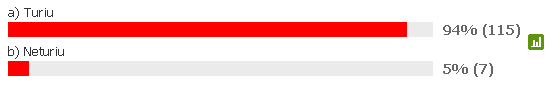 a) Turiu
94% (115)
b) Neturiu
5% (7)